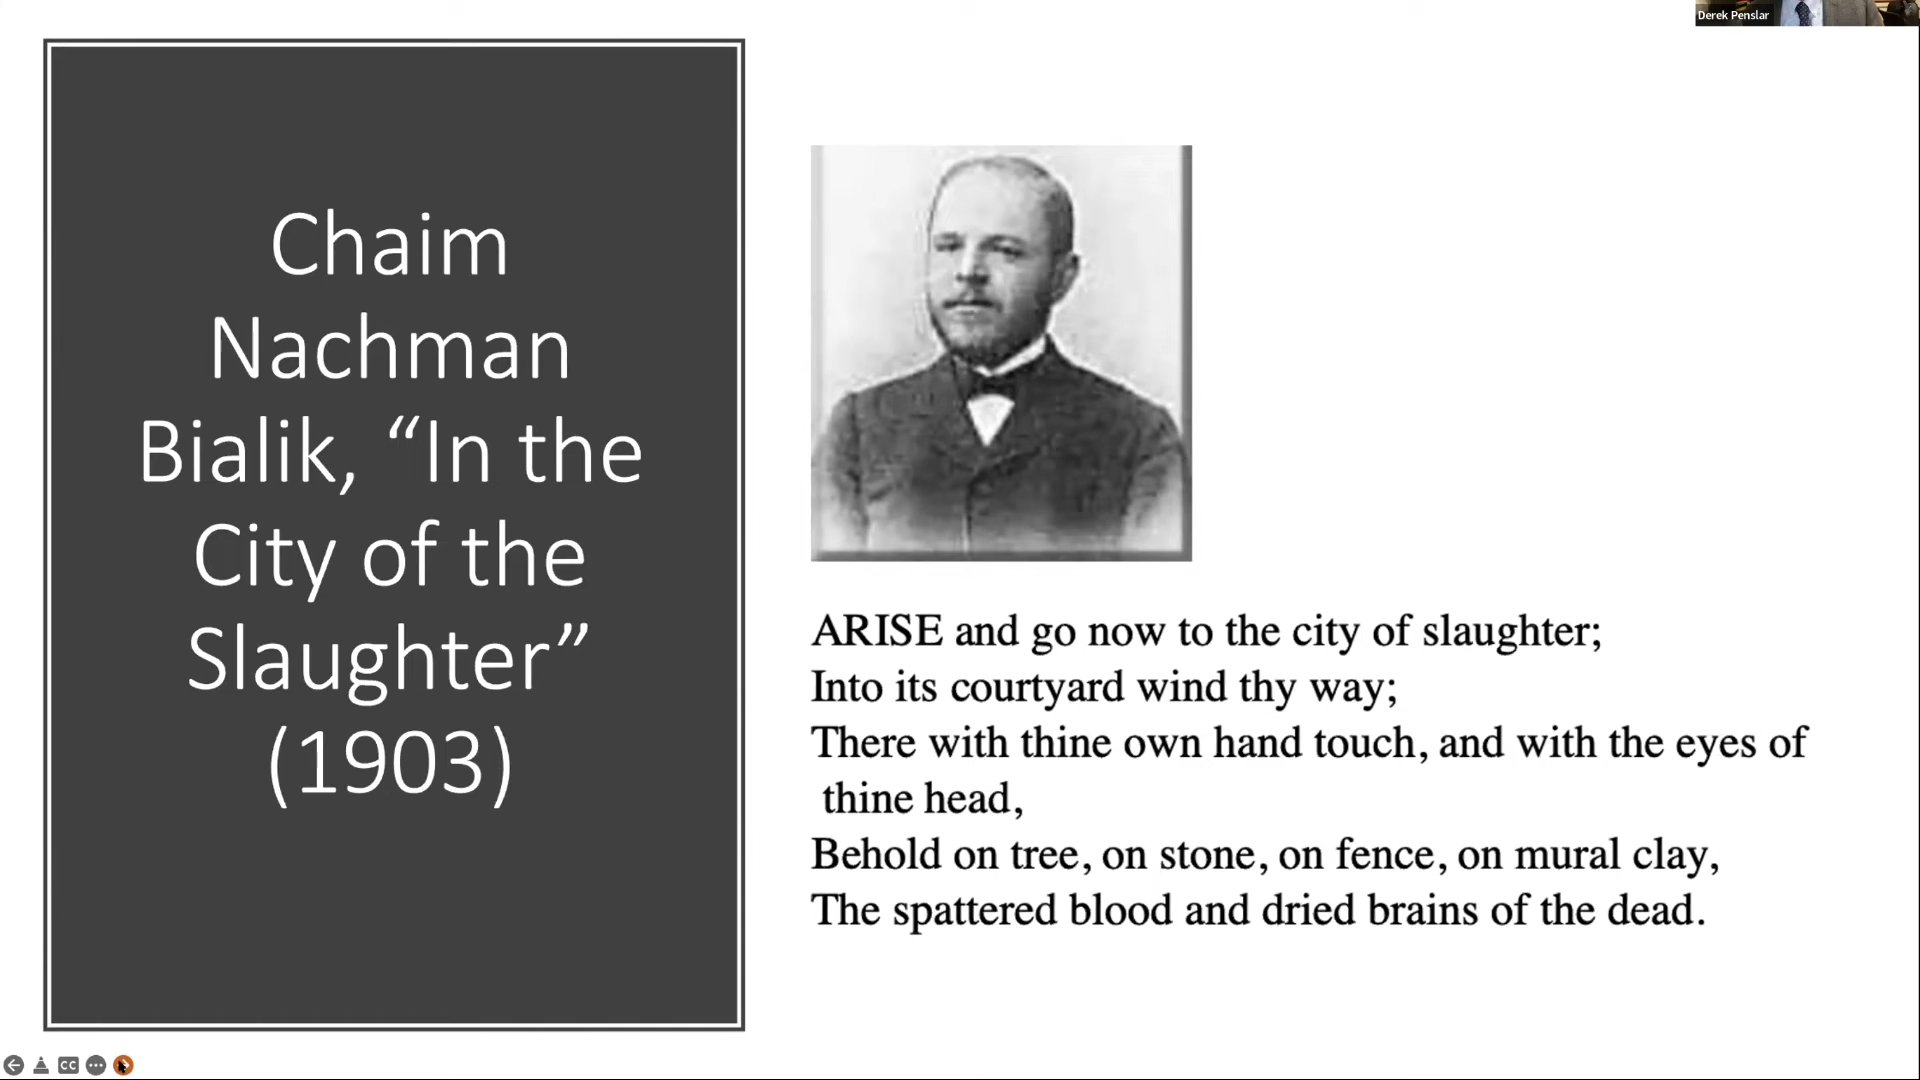 Derek Penslar
Chaim
Nachman
Bialik, “In the
City of the
Slaughter”
(1903)
ARISE and go now to the city of slaughter;
Into its courtyard wind thy way;
There with thine own hand touch, and with the eyes of
thine head,
Behold on tree, on stone, on fence, on mural clay,
The spattered blood and dried brains of the dead.
CC